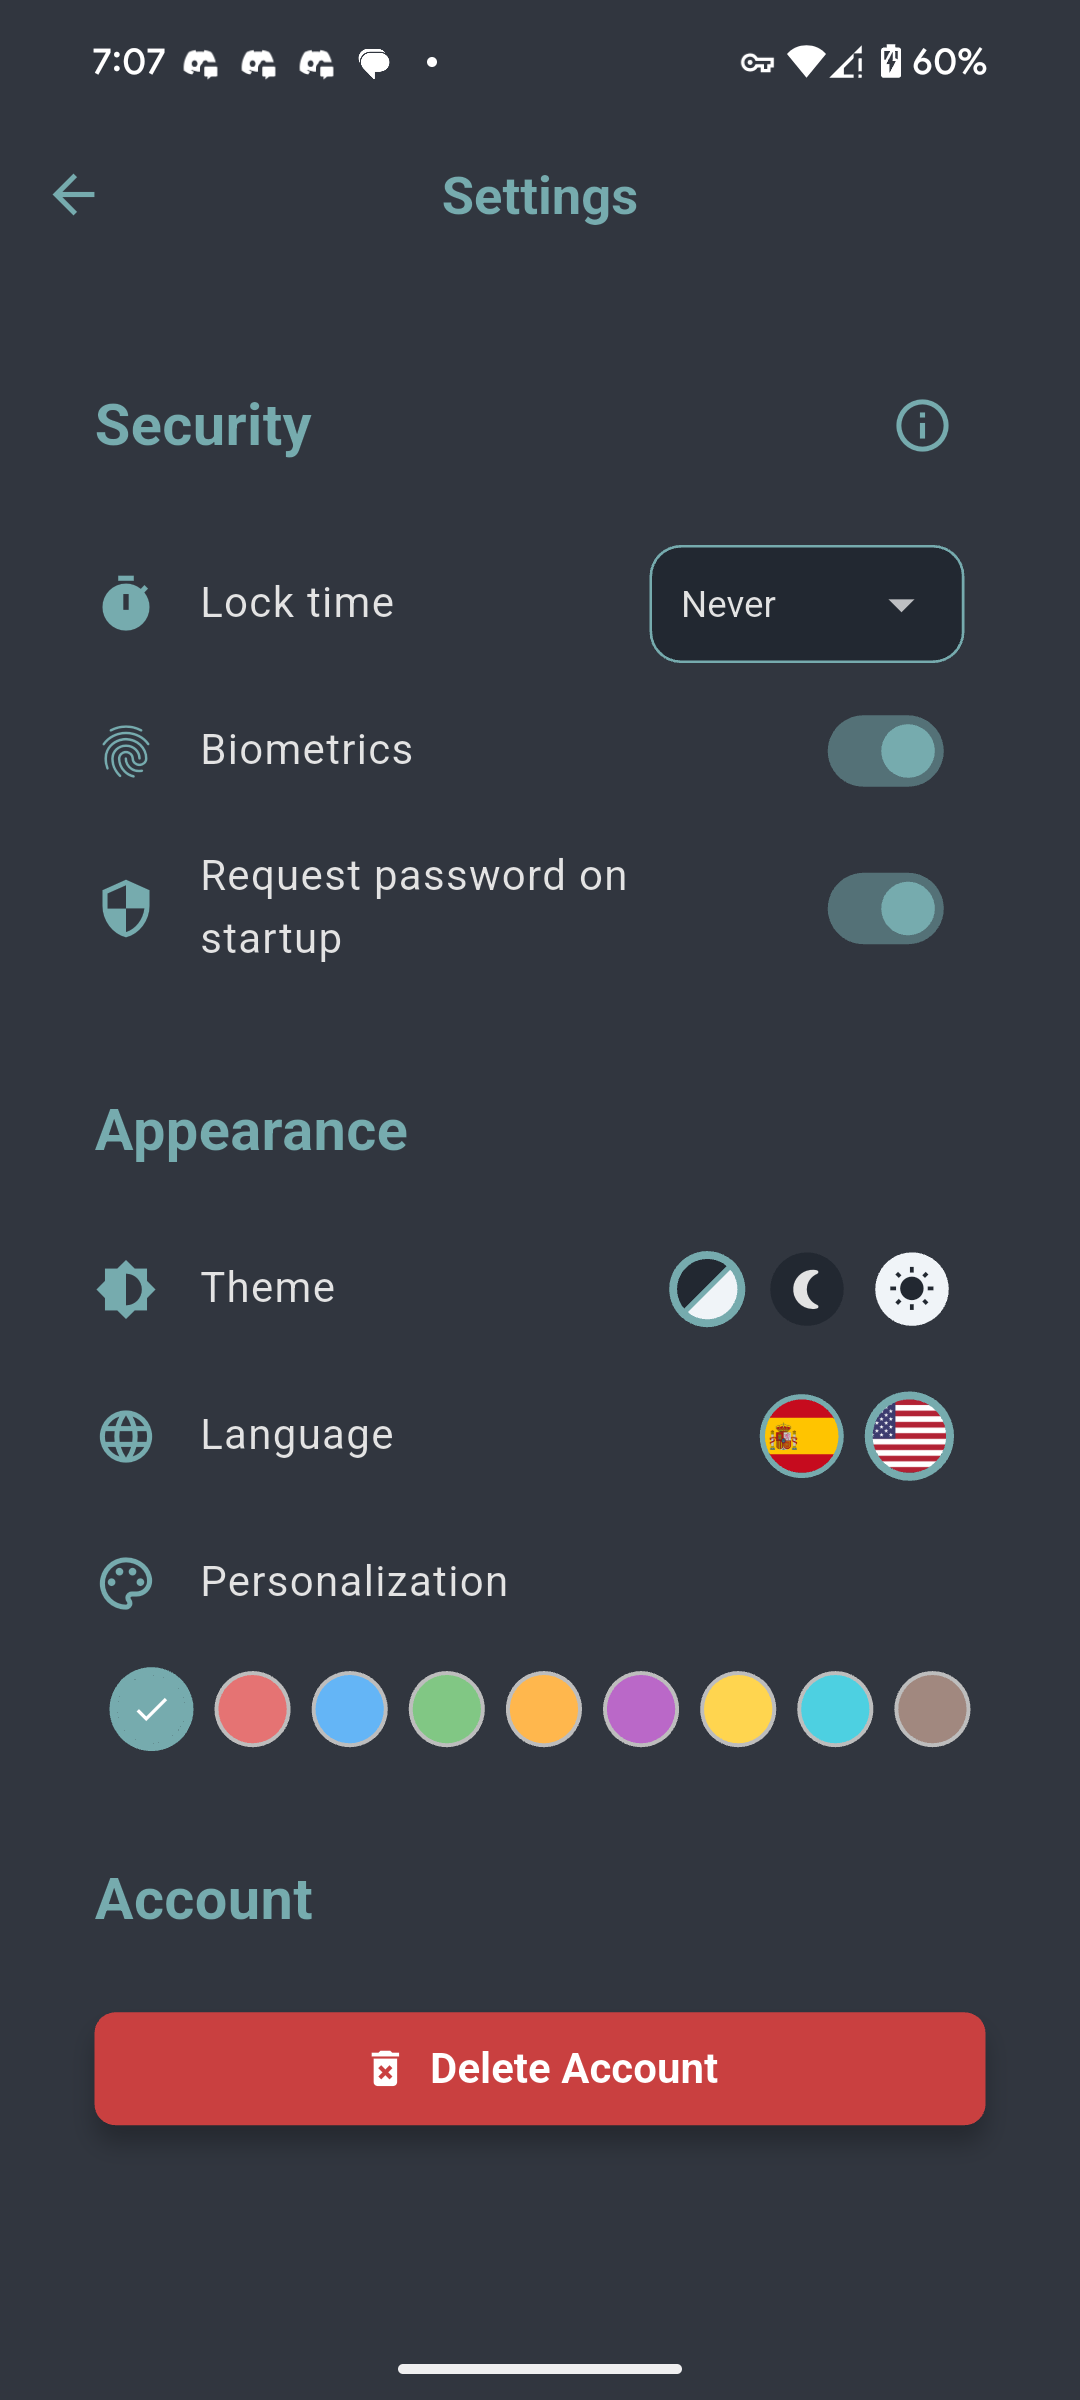 7:07
60%
Settings
Security
Lock time
Never
Biometrics
Request password on
startup
Appearance
Theme
Language
Personalization
Account
Delete Account